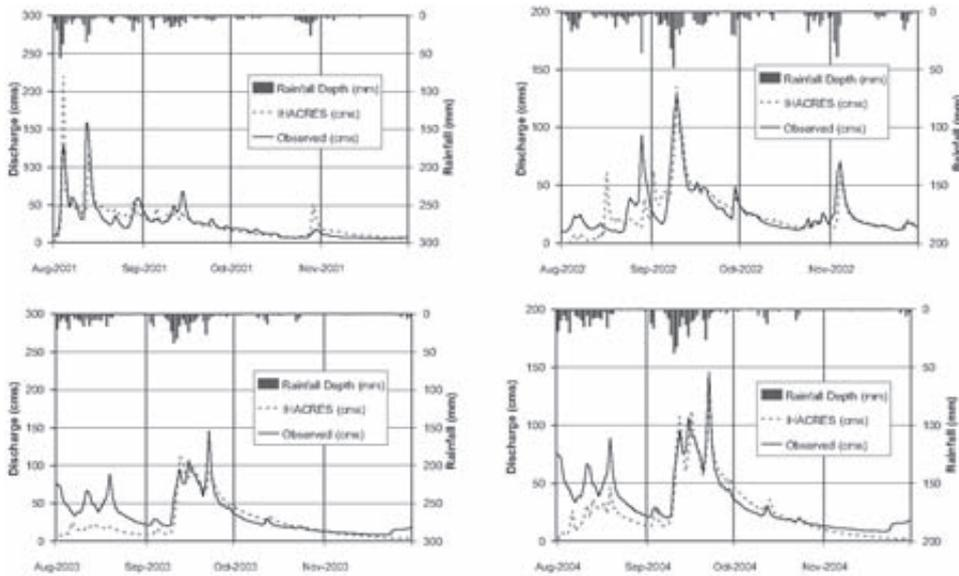 300
250
200
150
100
50
0
Discharge (cms)
0
50
100
150
200
250
300
Rainfall (mm)
Rainfall Depth (mm)
IHACRES (cms)
Observed (cms)
Aug-2001
Sep-2001
Oct-2001
Nov-2001
200
150
100
50
0
Discharge (cms)
0
50
100
150
200
Rainfall (mm)
Rainfall Depth (mm)
IHACRES (cms)
Observed (cms)
Aug-2002
Sep-2002
Oct-2002
Nov-2002
300
250
200
150
100
50
0
Discharge (cms)
0
50
100
150
200
250
300
Rainfall (mm)
Rainfall Depth (mm)
IHACRES (cms)
Observed (cms)
Aug-2003
Sep-2003
Oct-2003
Nov-2003
200
150
100
50
0
Discharge (cms)
0
50
100
150
200
Rainfall (mm)
Rainfall Depth (mm)
IHACRES (cms)
Observed (cms)
Aug-2004
Sep-2004
Oct-2004
Nov-2004